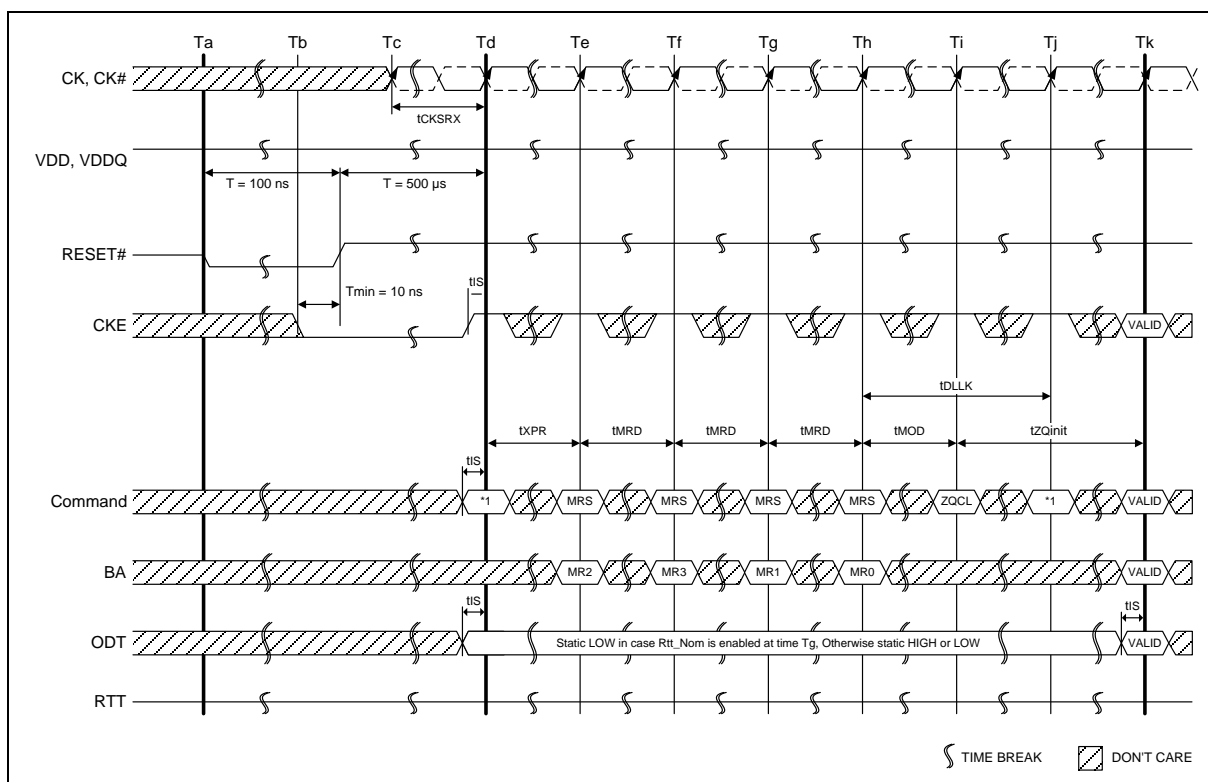 Ta Tb Tc Td Te Tf Tg Th Ti Tj Tk
CK, CK#
tCKSRX
VDD, VDDQ
T = 100 ns T = 500 µs
RESET#
tIS
Tmin = 10 ns
CKE VALID
tDLLK
tXPR tMRD tMRD tMRD tMOD tZQinit
tIS
Command *1 MRS MRS MRS MRS ZQCL *1 VALID
BA MR2 MR3 MR1 MR0 VALID
tIS tIS
ODT Static LOW in case Rtt_Nom is enabled at time Tg, Otherwise static HIGH or LOW VALID
RTT
TIME BREAK DON'T CARE